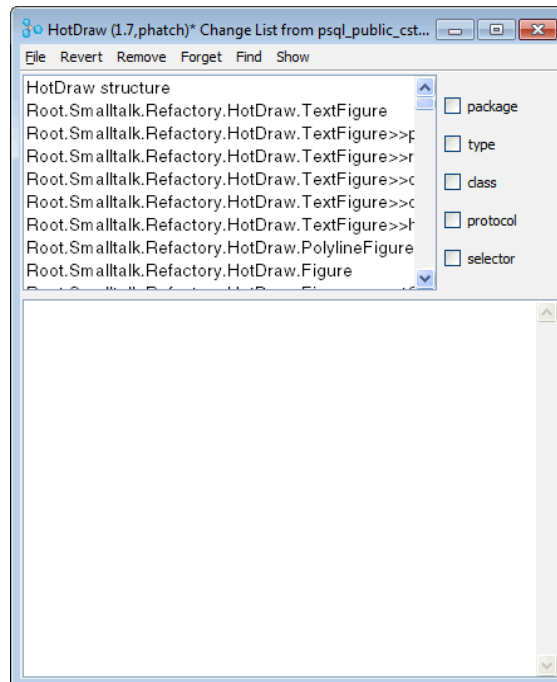 HotDraw (1.7,phatch)* Change List from psql_public_cst...
File Revert Remove Forget Find Show
HotDraw structure
Root.Smalltalk.Refactory.HotDraw.TextFigure
Root.Smalltalk.Refactory.HotDraw.TextFigure>>p
Root.Smalltalk.Refactory.HotDraw.TextFigure>>r
Root.Smalltalk.Refactory.HotDraw.TextFigure>>c
Root.Smalltalk.Refactory.HotDraw.TextFigure>>c
Root.Smalltalk.Refactory.HotDraw.TextFigure>>h
Root.Smalltalk.Refactory.HotDraw.PolylineFigure
Root.Smalltalk.Refactory.HotDraw.Figure
package
type
class
protocol
selector